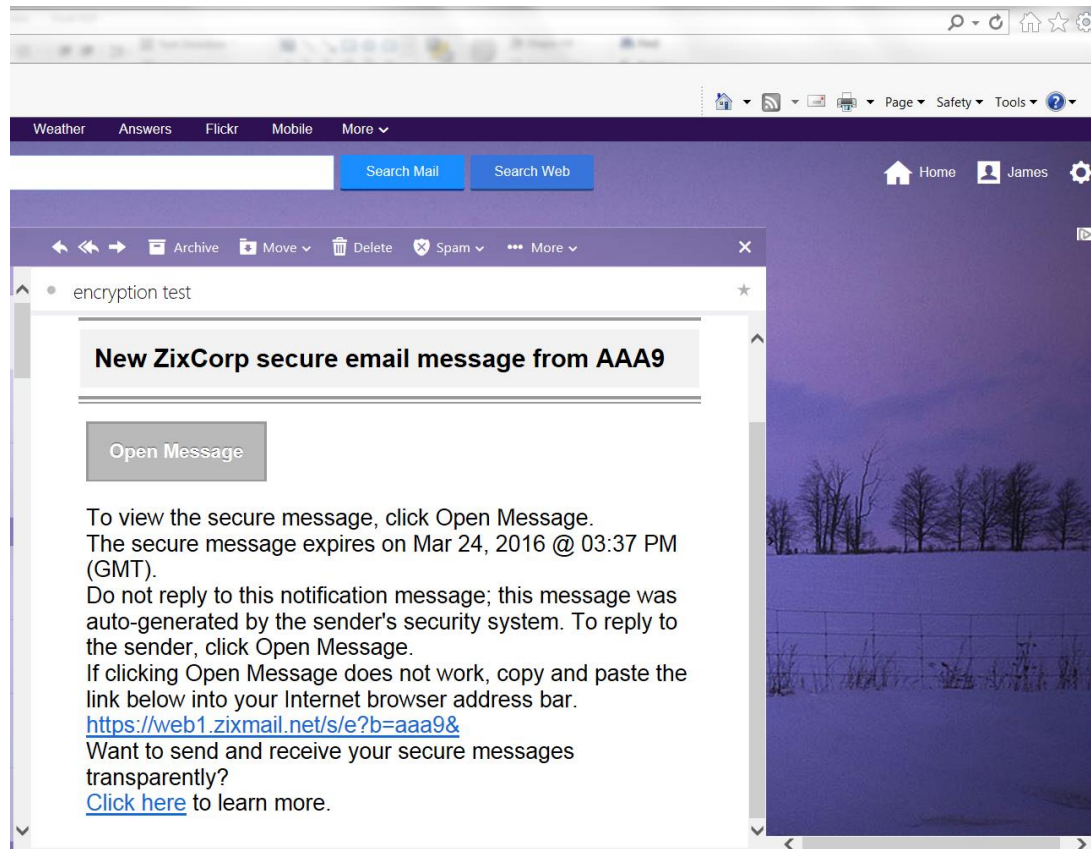 Page Safety Tools
Weather Answers Flickr Mobile More
Search Mail Search Web Home James
Archive Move Delete Spam More
encryption test
New ZixCorp secure email message from AAA9
Open Message
To view the secure message, click Open Message.
The secure message expires on Mar 24, 2016 @ 03:37 PM
(GMT).
Do not reply to this notification message; this message was
auto-generated by the sender's security system. To reply to
the sender, click Open Message.
If clicking Open Message does not work, copy and paste the
link below into your Internet browser address bar.
https://web1.zixmail.net/s/e?b=aaa9&
Want to send and receive your secure messages
transparently?
Click here to learn more.